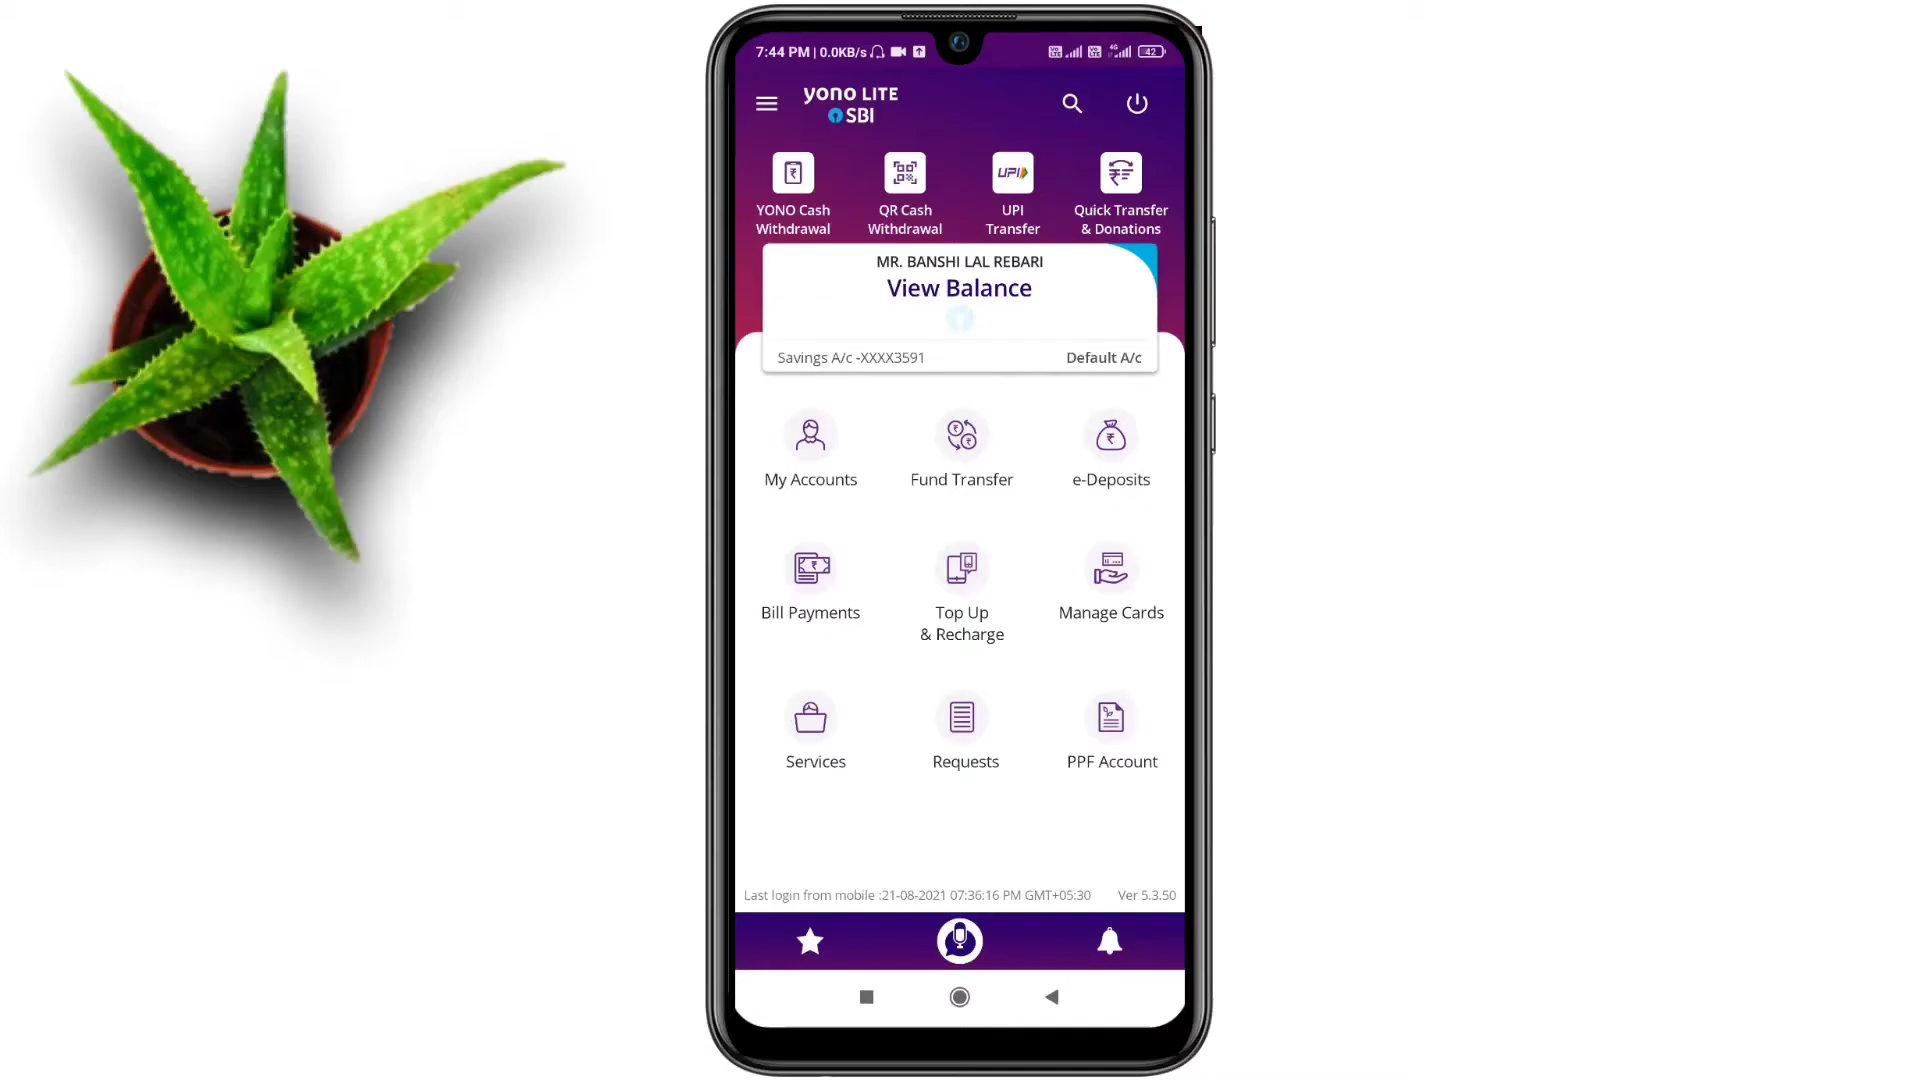 7:44 PM | 0.0KB/s
4G
42
yono LITE
SBI
YONO Cash
Withdrawal
QR Cash
Withdrawal
UPI
UPI
Transfer
Quick Transfer
& Donations
MR. BANSHI LAL REBARI
View Balance
Savings A/c -XXXX3591
Default A/c
My Accounts
Fund Transfer
e-Deposits
Bill Payments
Top Up
& Recharge
Manage Cards
Services
Requests
PPF Account
Last login from mobile :21-08-2021 07:36:16 PM GMT+05:30
Ver 5.3.50